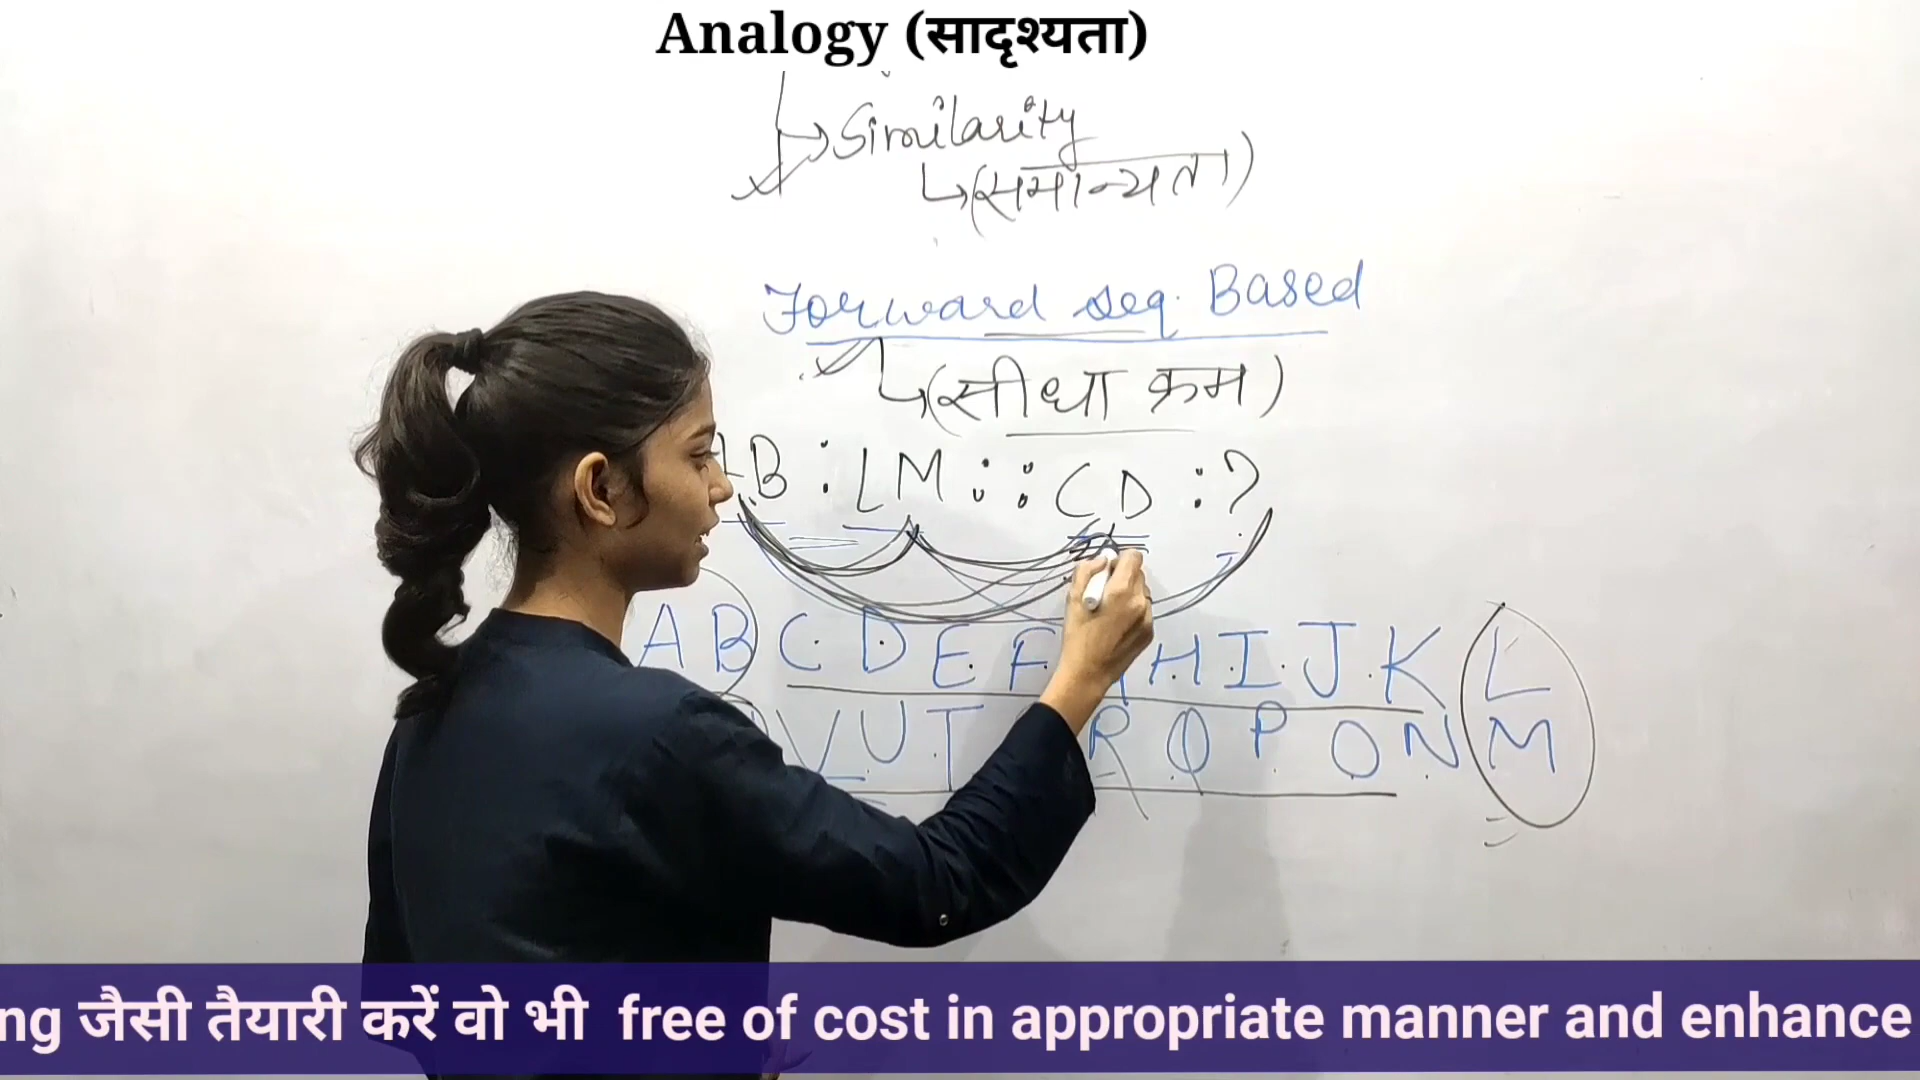 Analogy (सादृश्यता)
Similarity
(समान्यता)
Forward seq. Based
(सीधा क्रम)
B : LM :: CD : ?
A B C D E F H I J K L
V U T R Q P O N M
ng जैसी तैयारी करें वो भी free of cost in appropriate manner and enhance